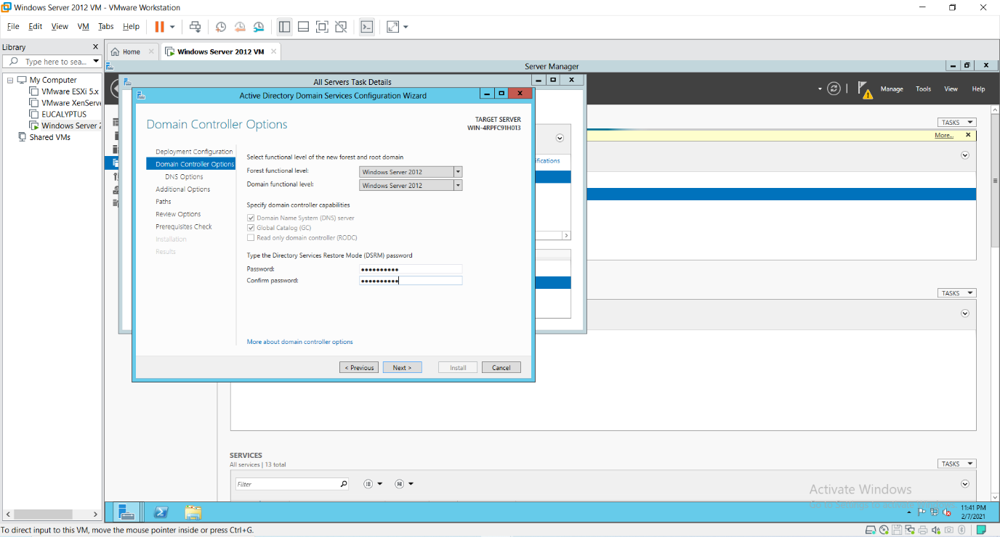 Windows Server 2012 VM - VMware Workstation
File Edit View VM Tabs Help
Library
Type here to sea...
My Computer
VMware ESXi 5.x
VMware XenServe
EUCALYPTUS
Windows Server 2
Shared VMs
Home
Windows Server 2012 VM
Server Manager
All Servers Task Details
Manage Tools View Help
Active Directory Domain Services Configuration Wizard
Domain Controller Options
TARGET SERVER
WIN-4RPFC91H013
Deployment Configuration
Domain Controller Options
DNS Options
Additional Options
Paths
Review Options
Prerequisites Check
Installation
Results
Select functional level of the new forest and root domain
Forest functional level: Windows Server 2012
Domain functional level: Windows Server 2012
Specify domain controller capabilities
Domain Name System (DNS) server
Global Catalog (GC)
Read only domain controller (RODC)
Type the Directory Services Restore Mode (DSRM) password
Password: ••••••••••
Confirm password: ••••••••••
More about domain controller options
< Previous Next > Install Cancel
TASKS
More...
ifications
TASKS
SERVICES
All services | 13 total
TASKS
Filter
Activate Windows
11:41 PM
2/7/2021
To direct input to this VM, move the mouse pointer inside or press Ctrl+G.